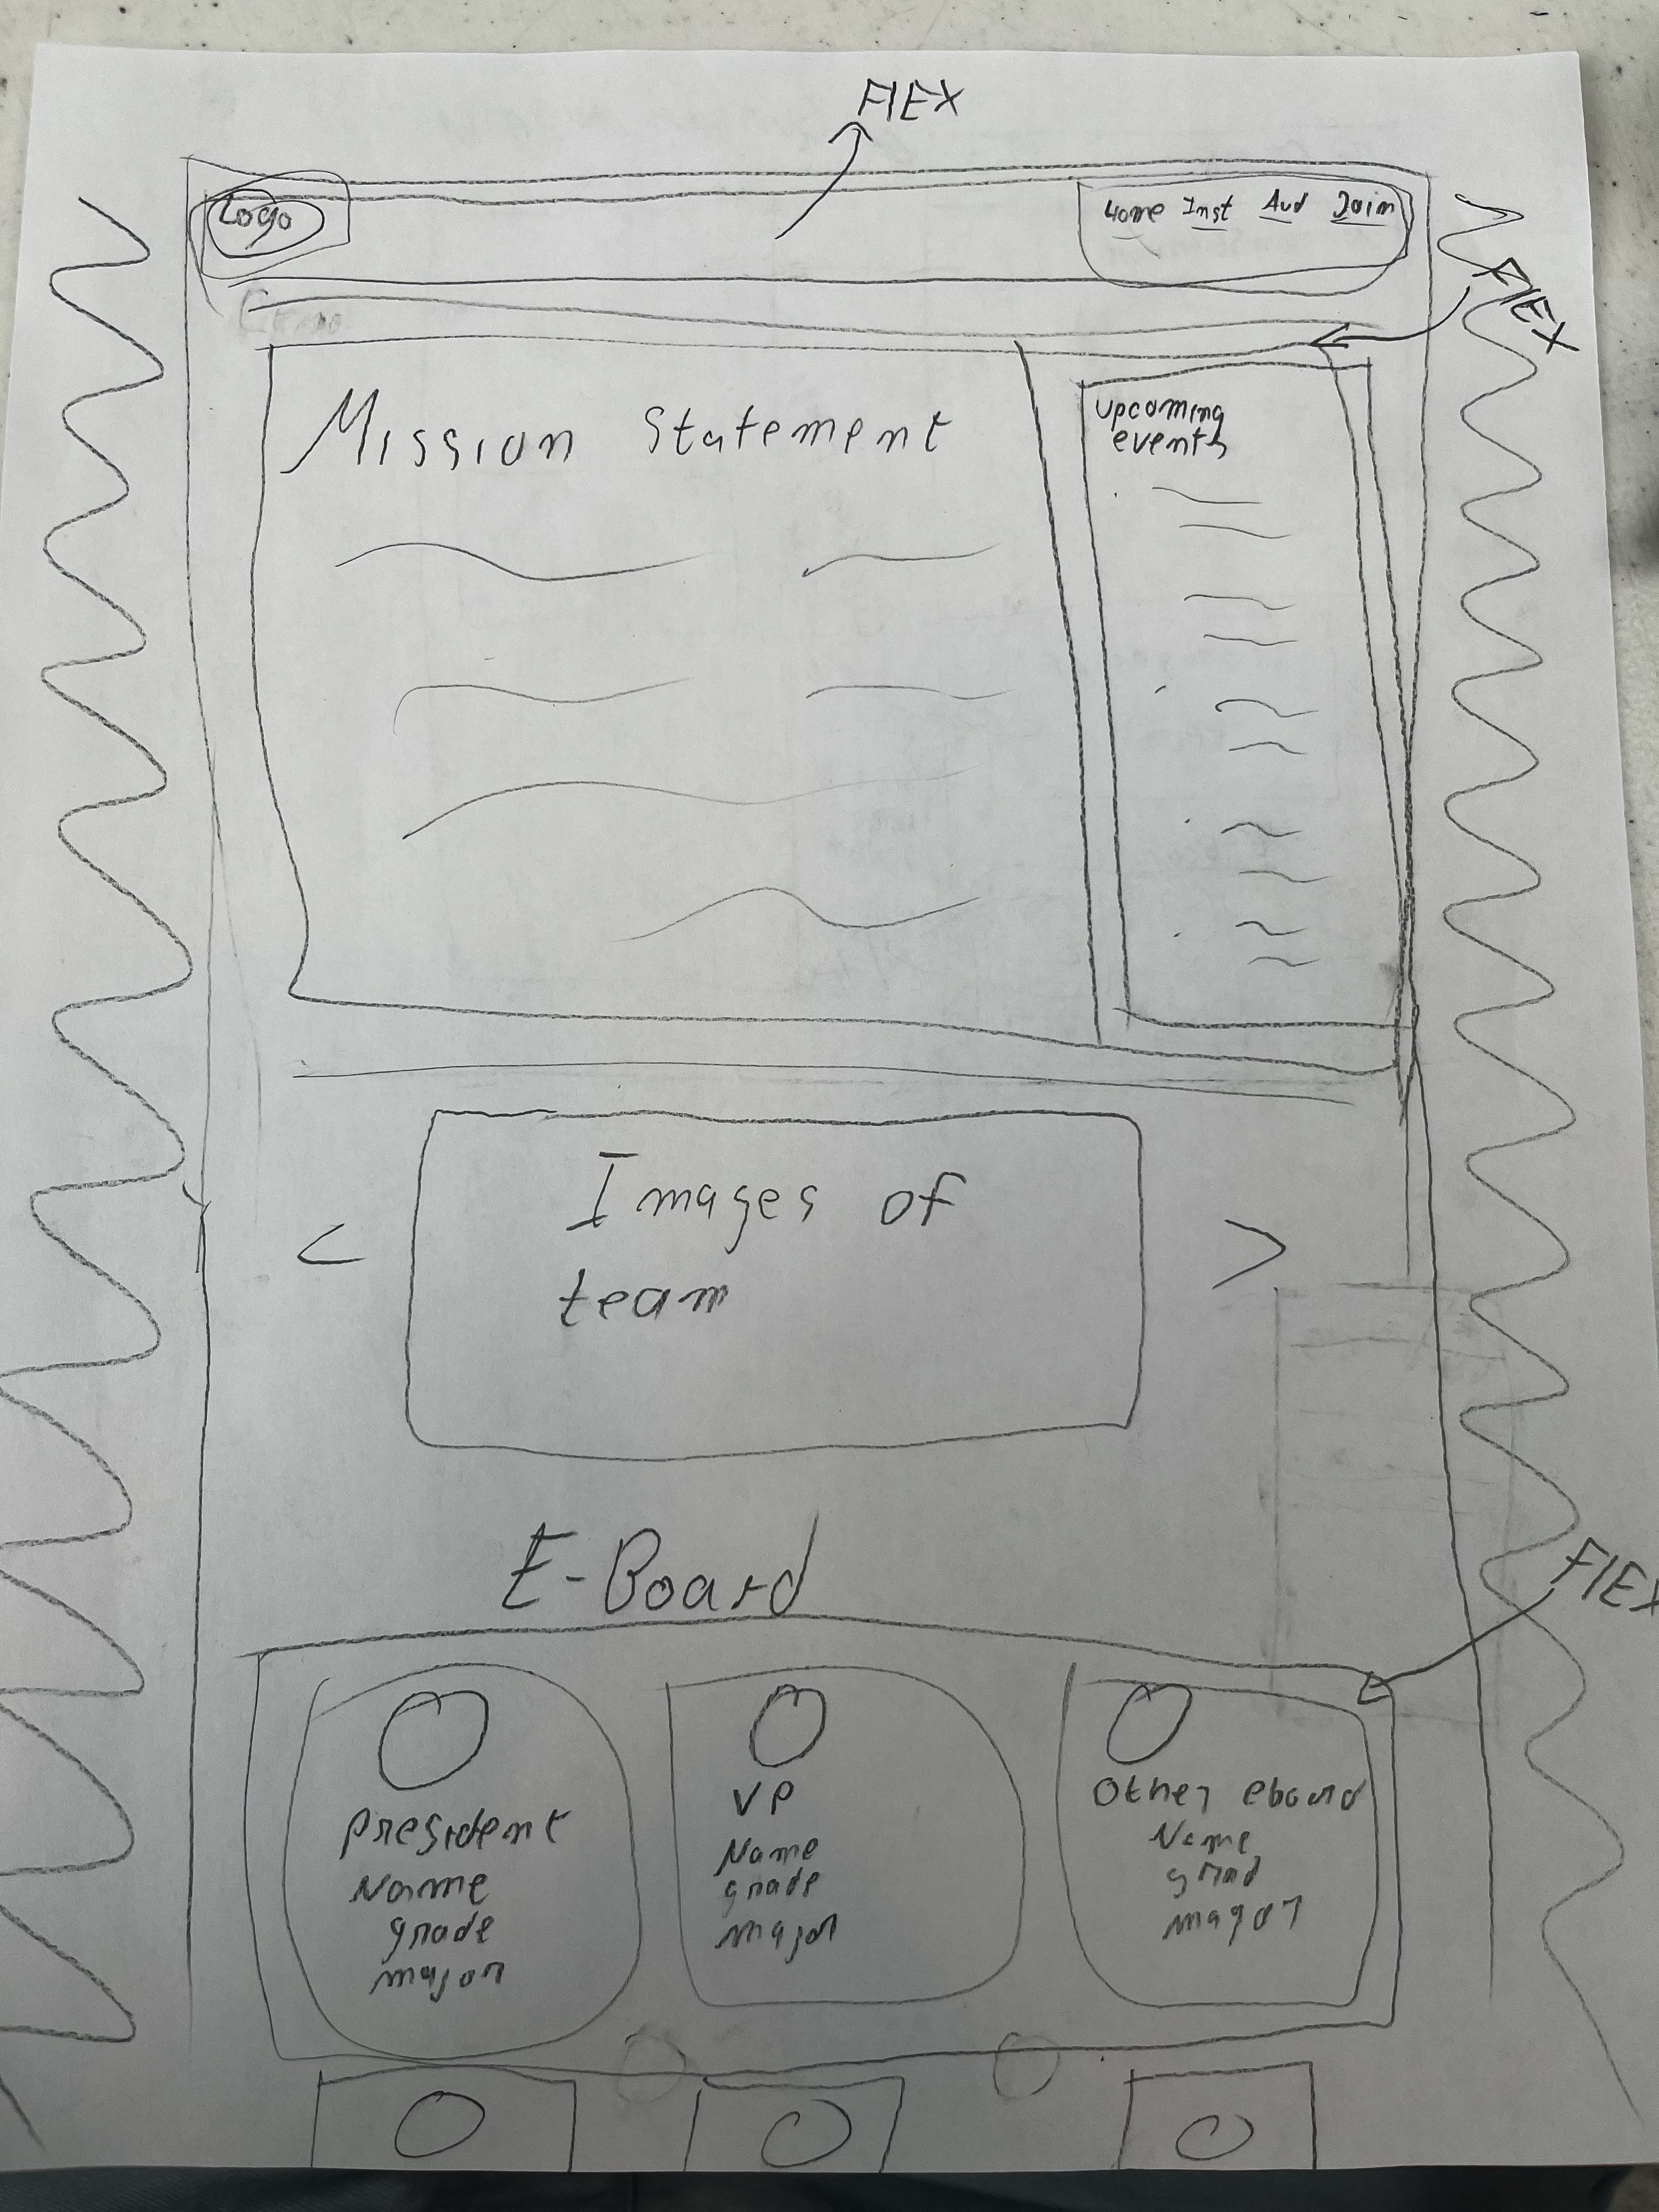 FlEX
Logo
Home Inst Aud Join
FlEX
Mission Statement
upcoming
events
<
Images of
team
>
E-Board
FlEX
president
Name
grade
major
VP
Name
grade
major
Other eboard
Name
grad
magor